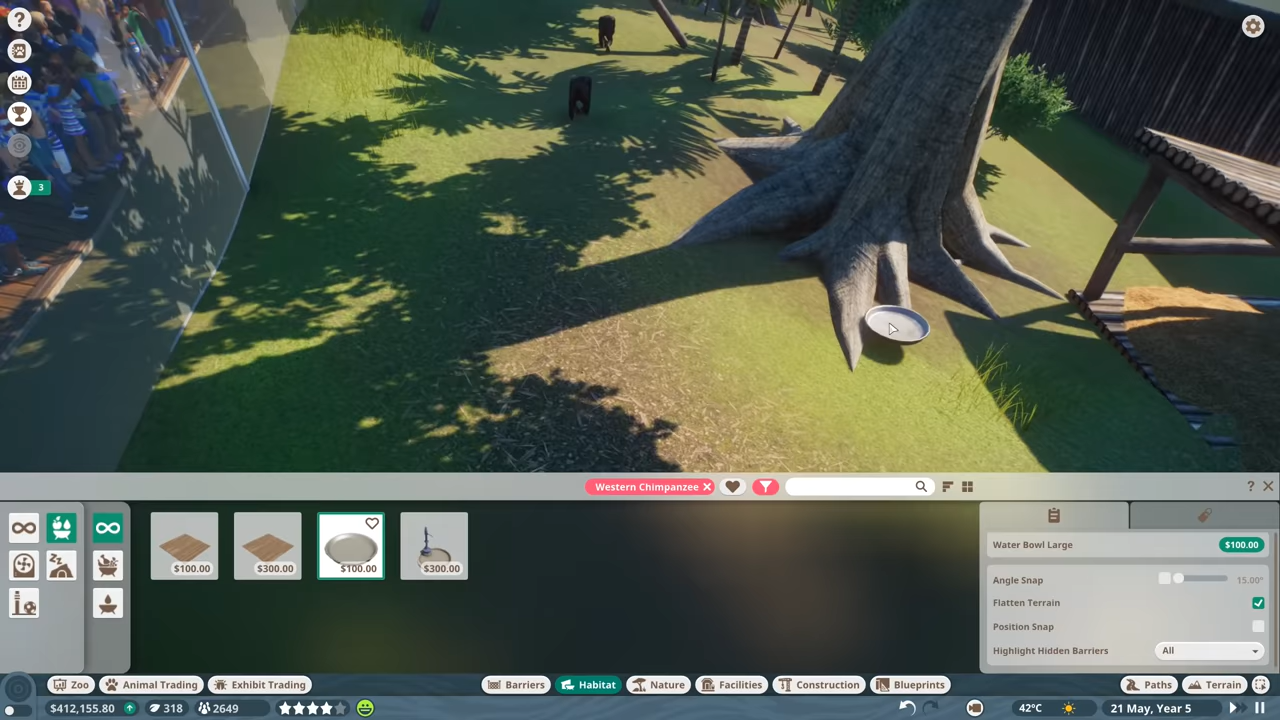 ?
3
Western Chimpanzee ×
? ×
$100.00
$300.00
$100.00
$300.00
Water Bowl Large
$100.00
Angle Snap
15.00°
Flatten Terrain
Position Snap
Highlight Hidden Barriers
All
Zoo
Animal Trading
Exhibit Trading
Barriers
Habitat
Nature
Facilities
Construction
Blueprints
Paths
Terrain
$412,155.80
318
2649
42°C
21 May, Year 5